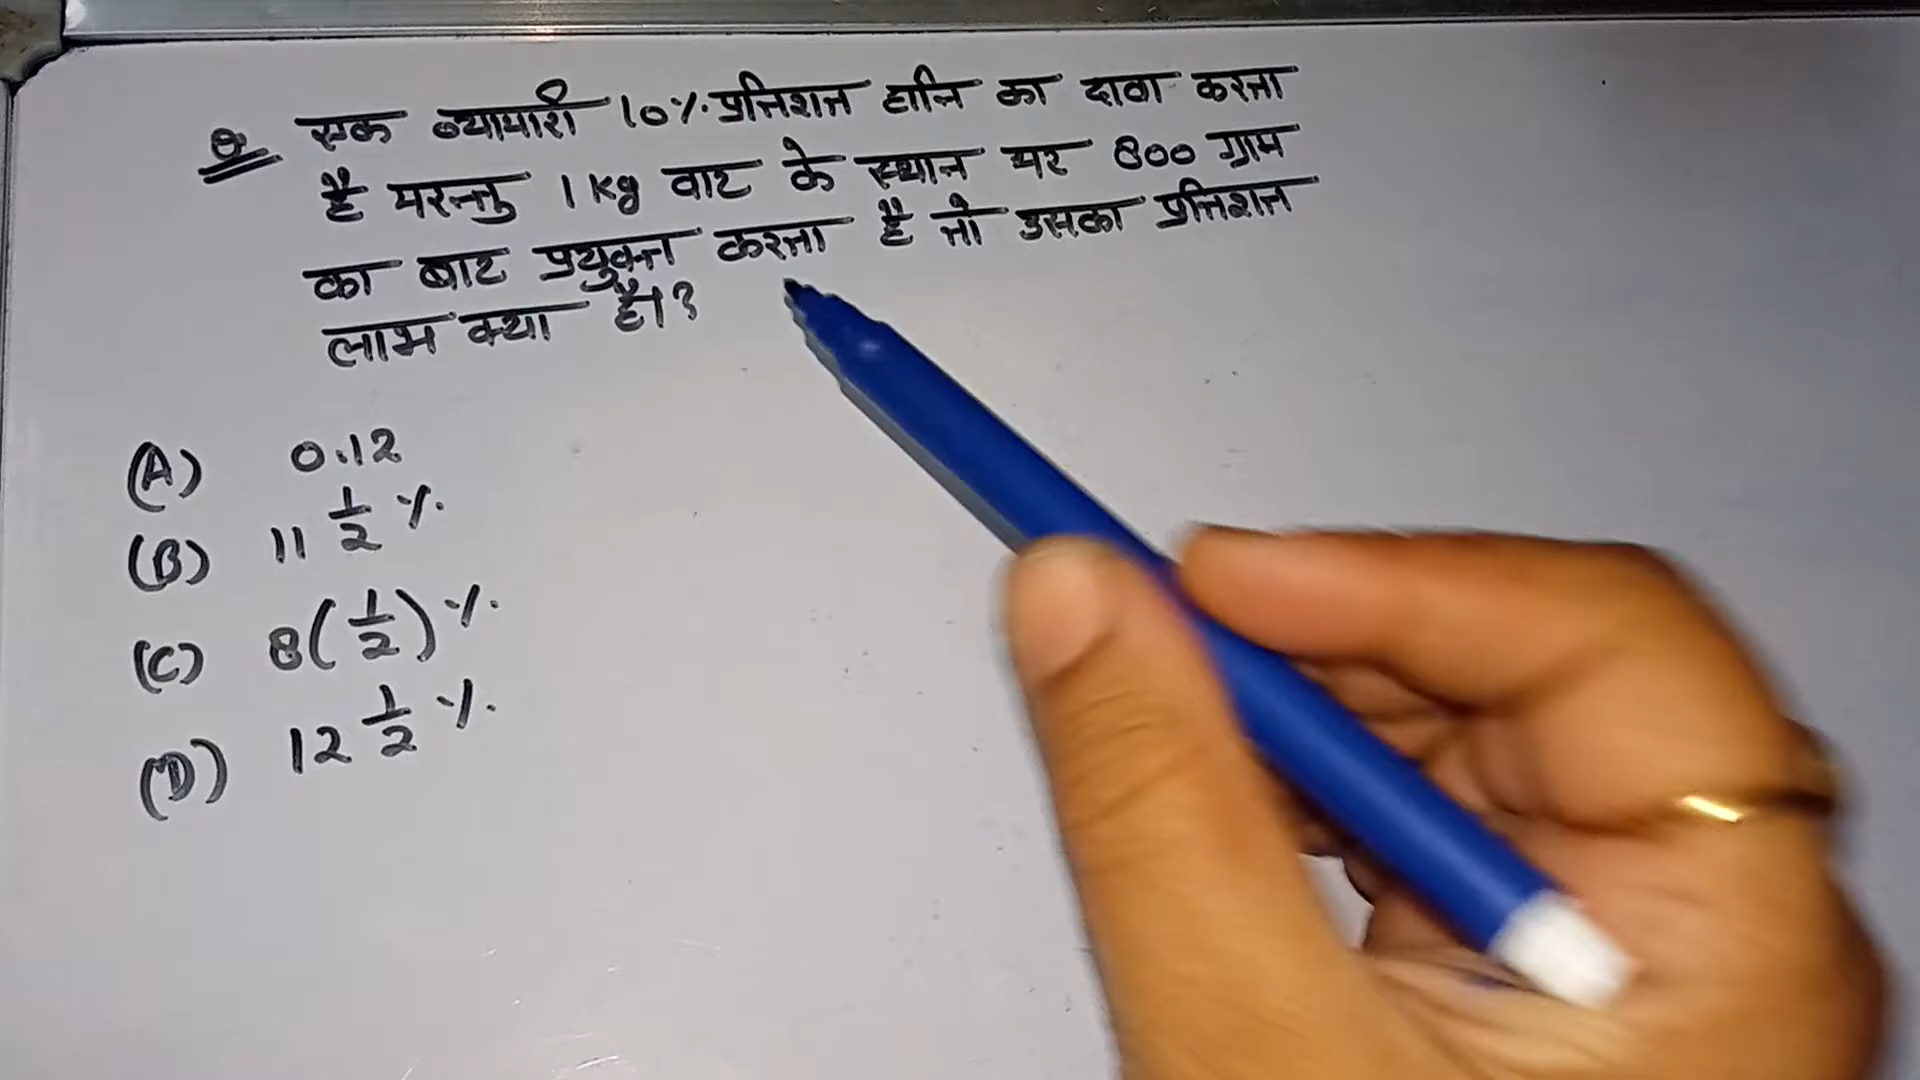 Q. एक व्यापारी 10% प्रतिशत हानि का दावा करता
है परन्तु 1 kg वाट के स्थान पर 800 ग्राम
का बाट प्रयुक्त करता है तो उसका प्रतिशत
लाभ क्या है।?
(A) 0.12
(B) 11 1/2 %
(C) 8(1/2)%
(D) 12 1/2 %